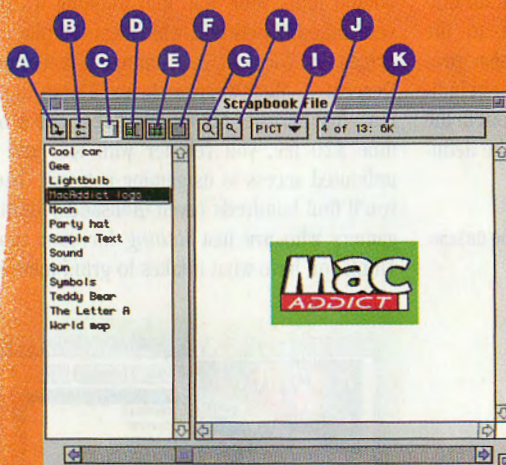 J
F H
D
B I
A C E G K
Scrapbook File
PICT 4 of 13: 6K
Cool car
Gee
Lightbulb
MacAddict logo
Moon
Party hat
Sample Text
Sound
Sun
Symbols
Teddy Bear
The Letter A
World map
Mac
ADDICT